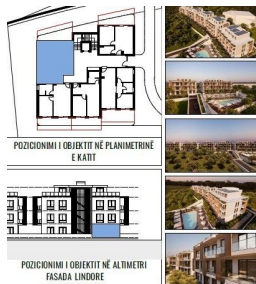 POZICIONIMI I OBJEKTIT NË PLANIMETRINË
E KATIT
POZICIONIMI I OBJEKTIT NË ALTIMETRI
FASADA LINDORE